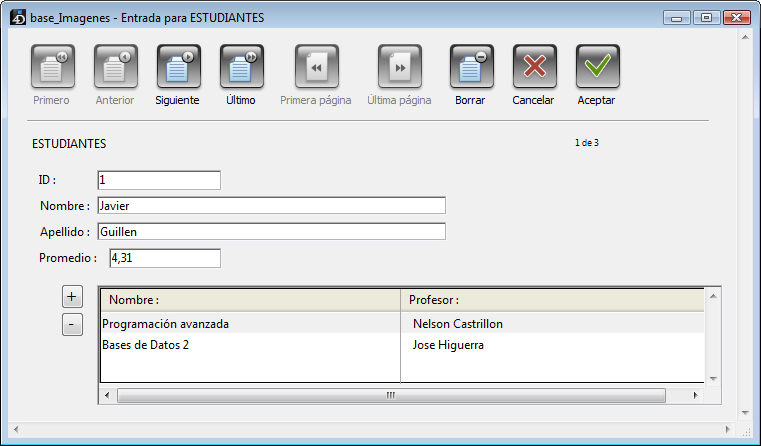 base_Imagenes - Entrada para ESTUDIANTES
Primero Anterior Siguiente Último Primera página Última página Borrar Cancelar Aceptar
ESTUDIANTES 1 de 3
ID : 1
Nombre : Javier
Apellido : Guillen
Promedio : 4,31
+ Nombre : Profesor :
- Programación avanzada Nelson Castrillon
Bases de Datos 2 Jose Higuerra